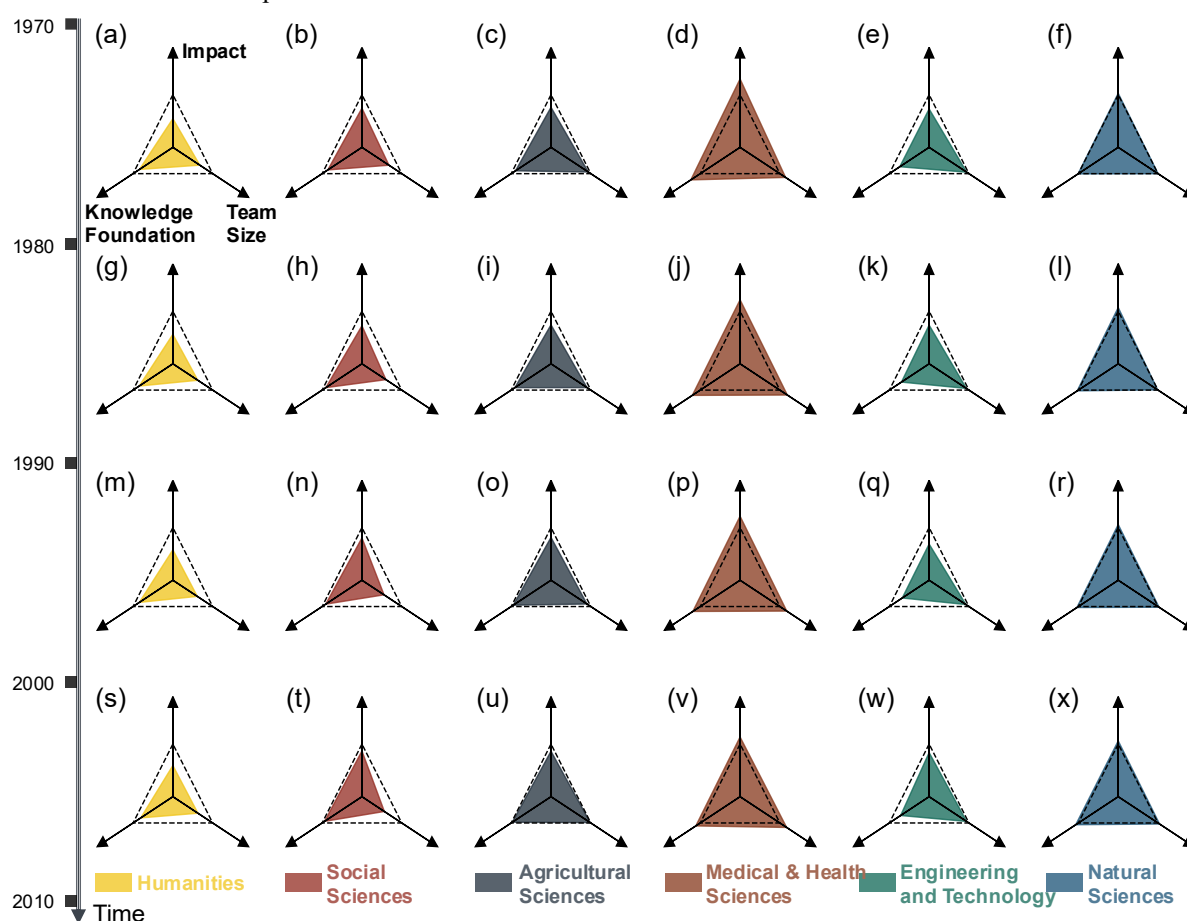 1970
(a) (b) (c) (d) (e) (f)
Impact
Knowledge Foundation
Team Size
1980
(g) (h) (i) (j) (k) (l)
1990
(m) (n) (o) (p) (q) (r)
2000
(s) (t) (u) (v) (w) (x)
Humanities
Social
Sciences
Agricultural
Sciences
Medical & Health
Sciences
Engineering
and Technology
Natural
Sciences
2010
Time